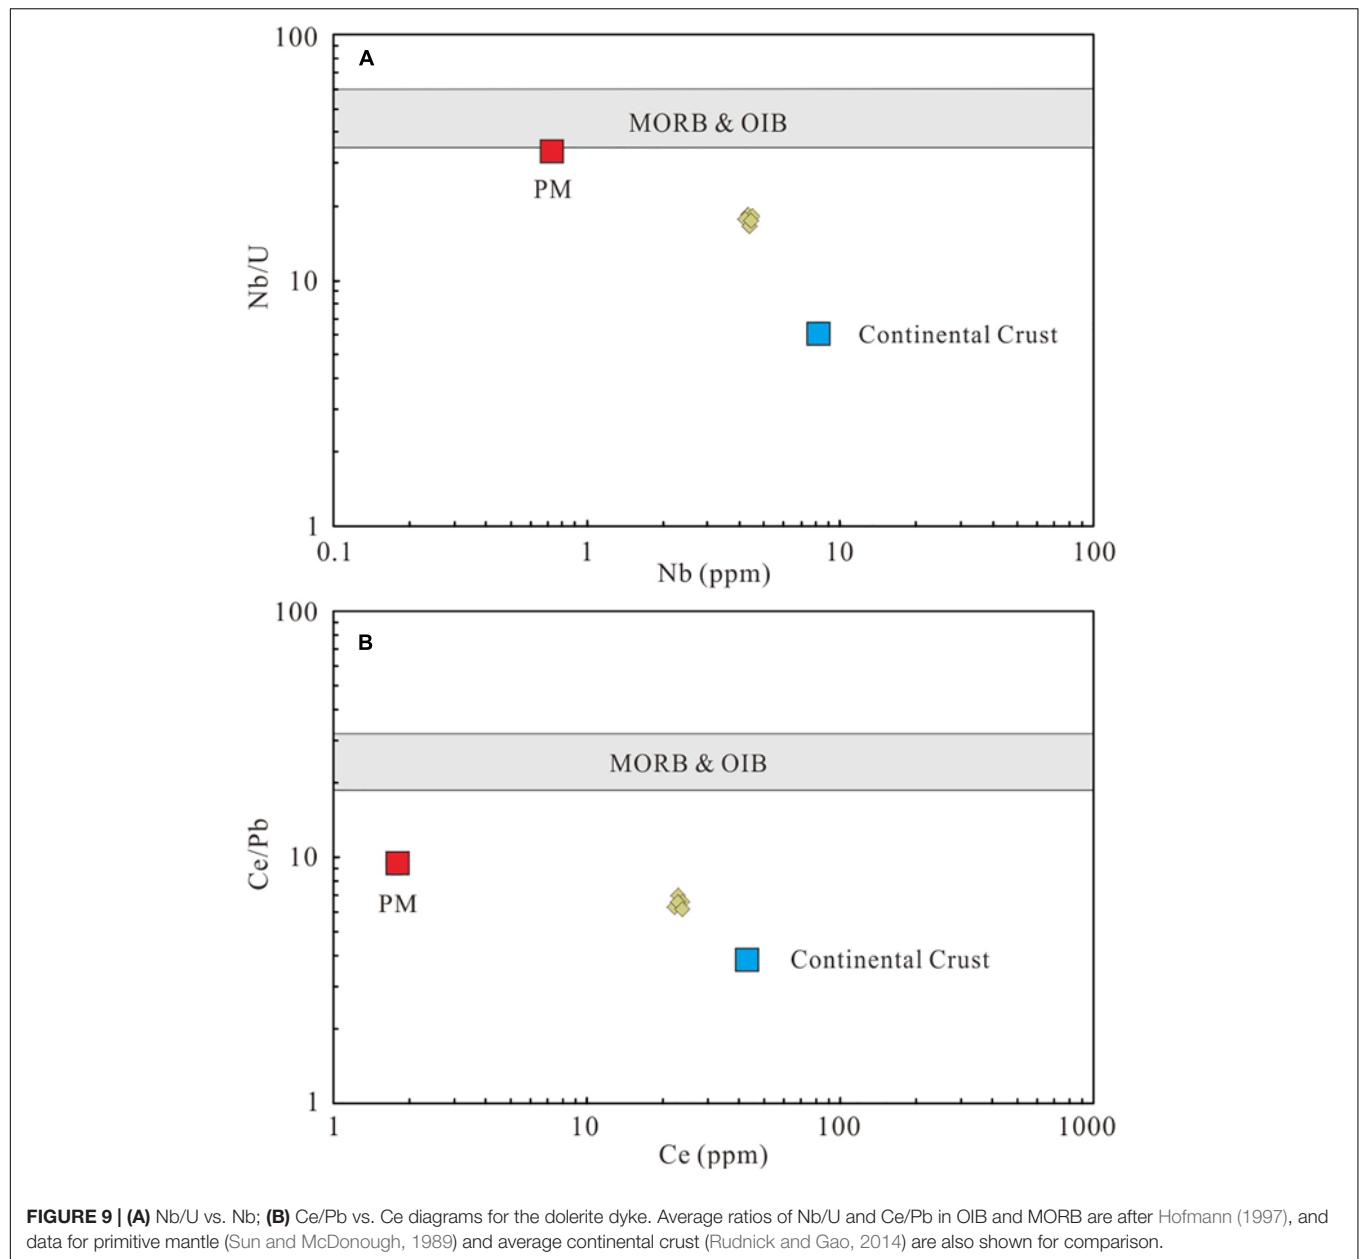 100
A
MORB & OIB
PM
Nb/U
10
Continental Crust
1
0.1 1 10 100
Nb (ppm)
100
B
MORB & OIB
Ce/Pb
10
PM
Continental Crust
1
1 10 100 1000
Ce (ppm)
FIGURE 9 | (A) Nb/U vs. Nb; (B) Ce/Pb vs. Ce diagrams for the dolerite dyke. Average ratios of Nb/U and Ce/Pb in OIB and MORB are after Hofmann (1997), and
data for primitive mantle (Sun and McDonough, 1989) and average continental crust (Rudnick and Gao, 2014) are also shown for comparison.